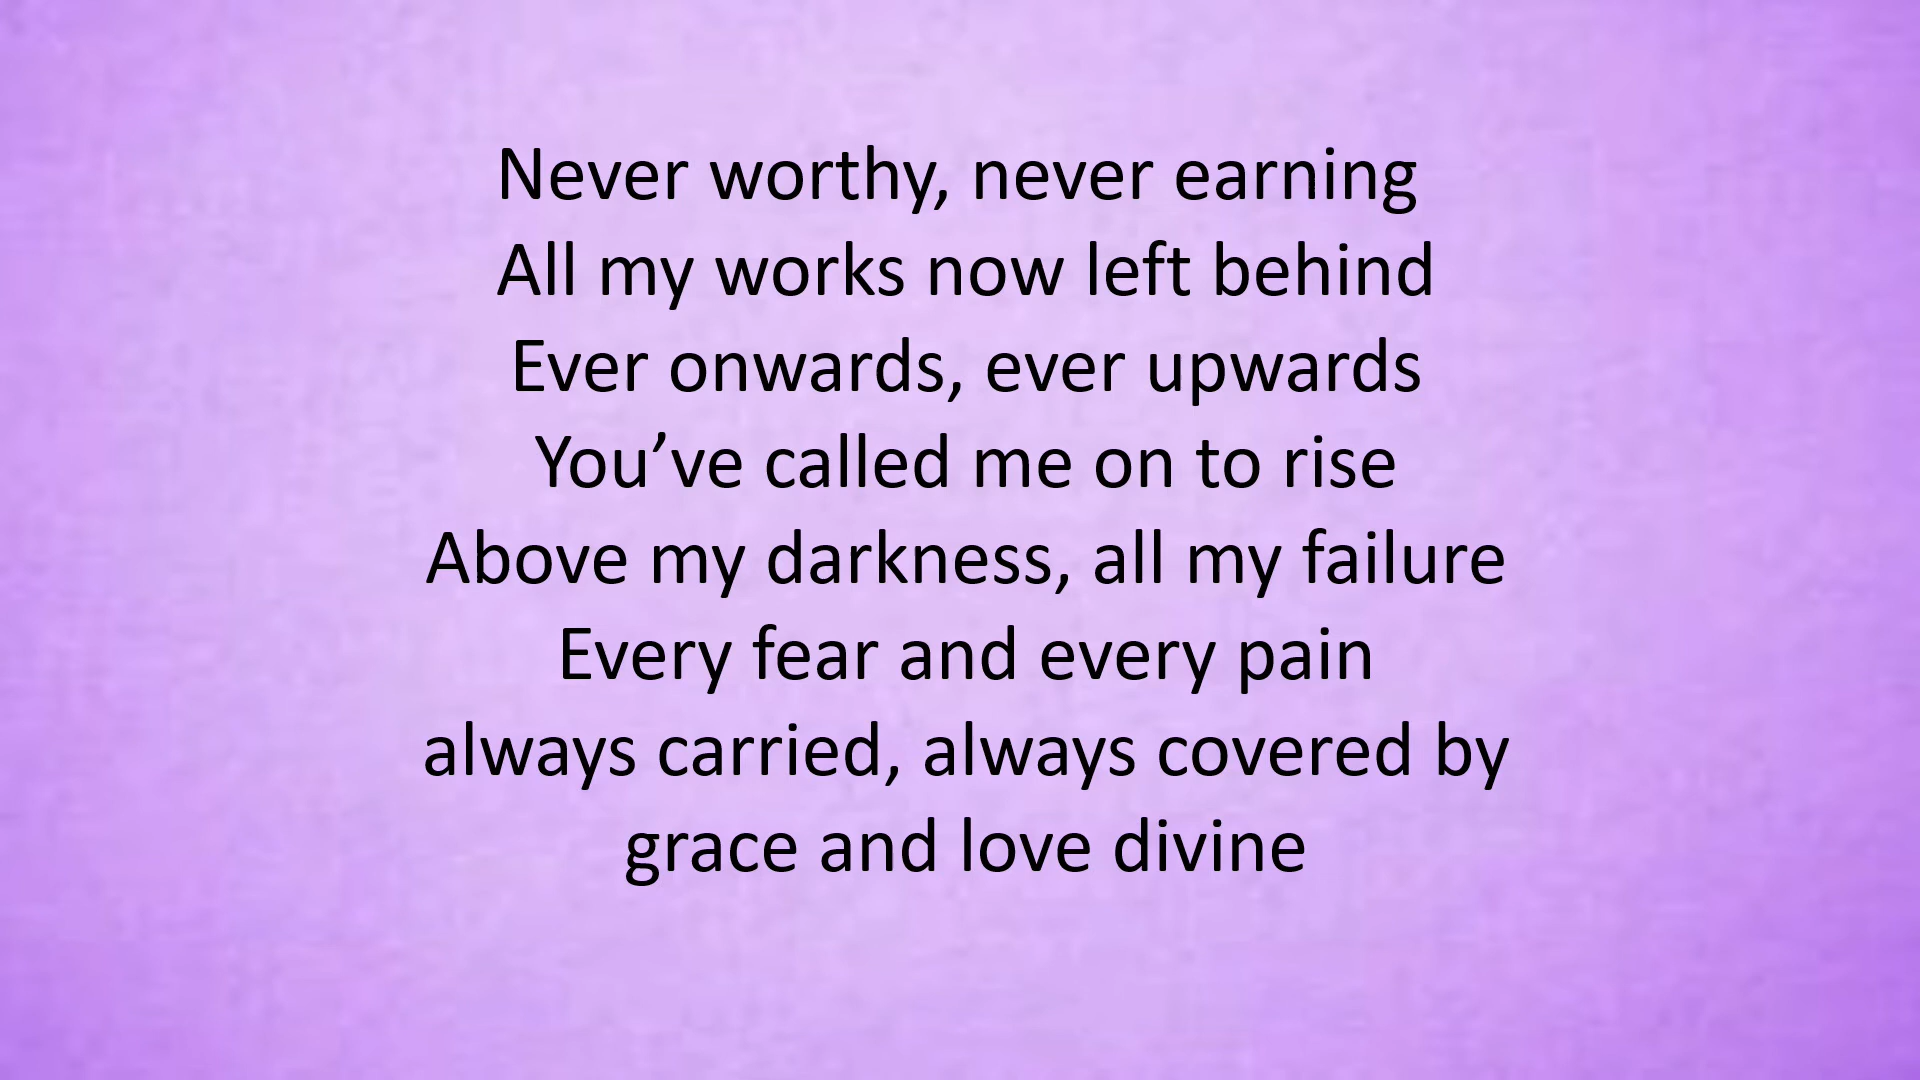 Never worthy, never earning
All my works now left behind
Ever onwards, ever upwards
You’ve called me on to rise
Above my darkness, all my failure
Every fear and every pain
always carried, always covered by
grace and love divine